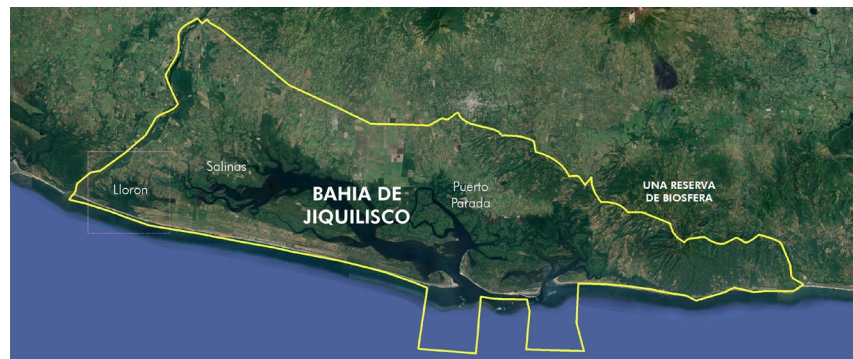 Salinas
Lloron
BAHIA DE
JIQUILISCO
Puerto
Parada
UNA RESERVA
DE BIOSFERA